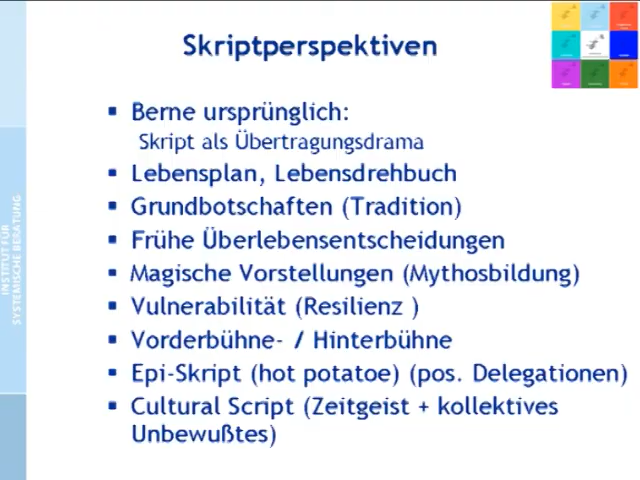 Skriptperspektiven
Berne ursprünglich:
Skript als Übertragungsdrama
Lebensplan, Lebensdrehbuch
Grundbotschaften (Tradition)
Frühe Überlebensentscheidungen
Magische Vorstellungen (Mythosbildung)
Vulnerabilität (Resilienz )
Vorderbühne- / Hinterbühne
Epi-Skript (hot potatoe) (pos. Delegationen)
Cultural Script (Zeitgeist + kollektives
Unbewußtes)
INSTITUT FÜR
SYSTEMISCHE BERATUNG